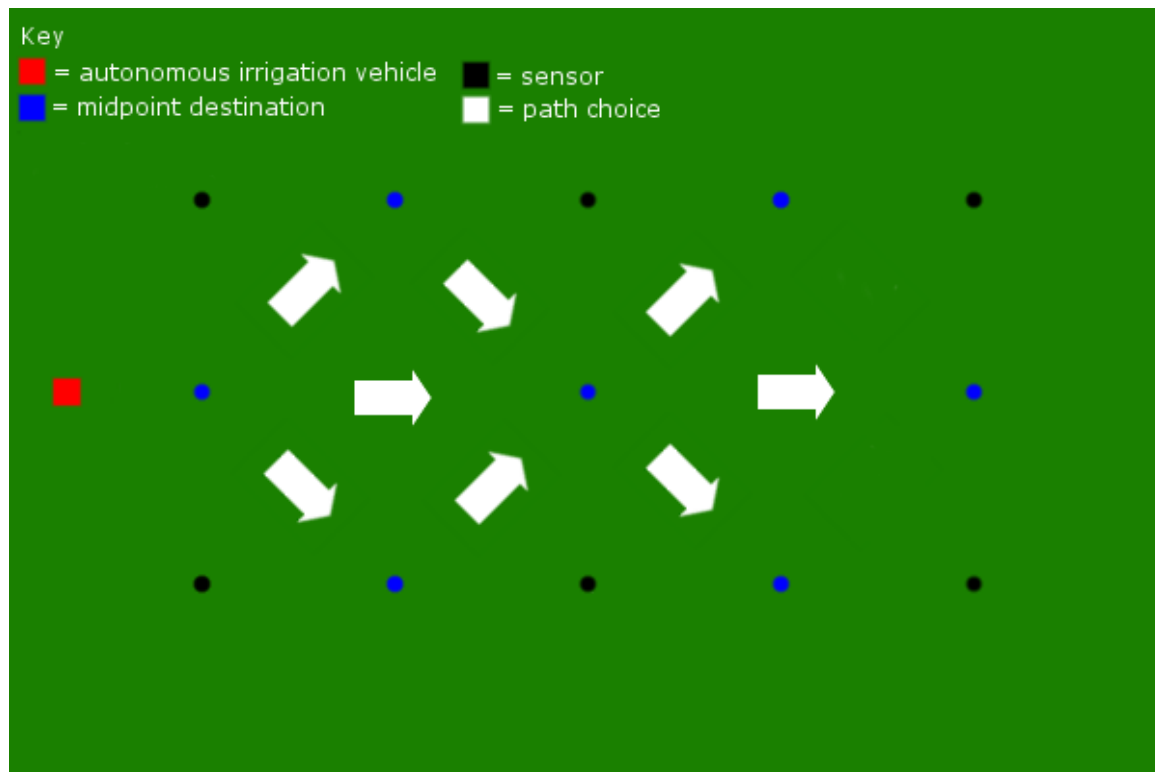 Key
= autonomous irrigation vehicle
= sensor
= midpoint destination
= path choice